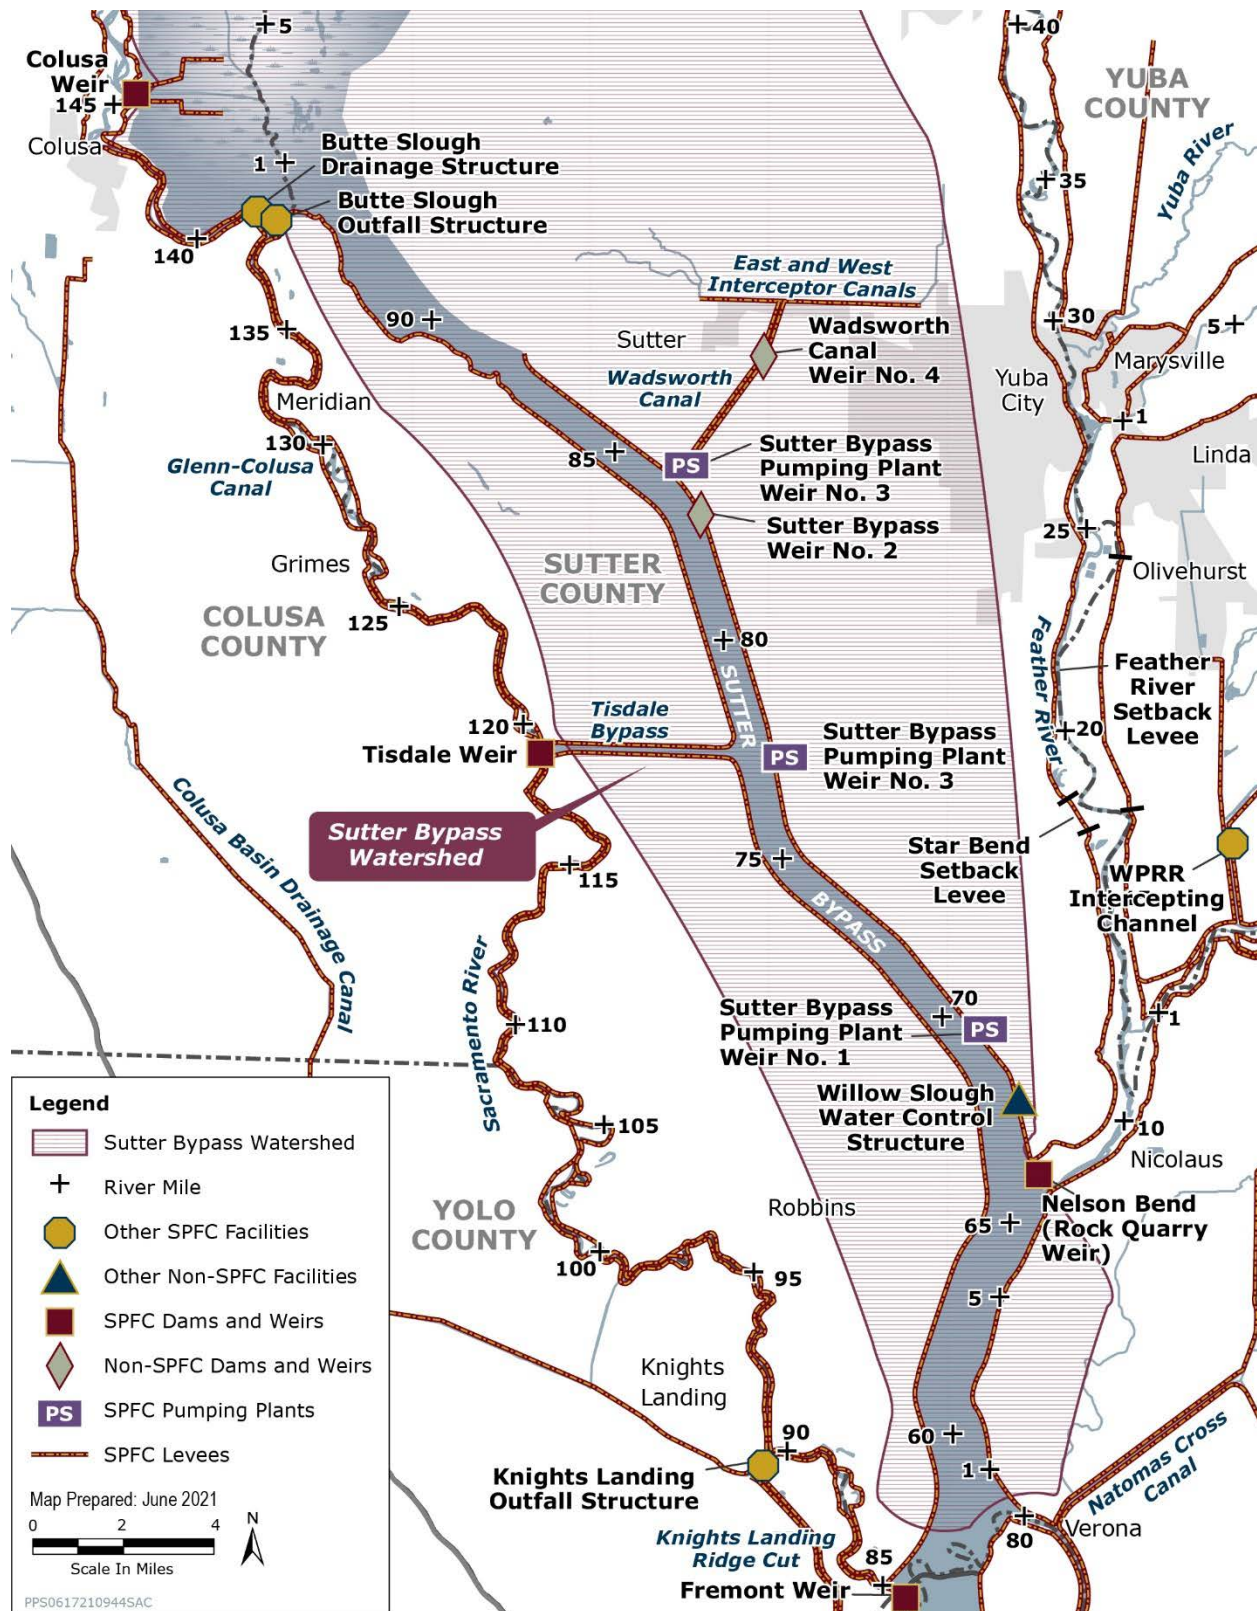 5
40
Colusa
Weir
145
YUBA
COUNTY
Colusa
Butte Slough
Drainage Structure
1
Yuba River
35
Butte Slough
Outfall Structure
140
East and West
Interceptor Canals
90
135
Sutter
Wadsworth
Canal
Weir No. 4
30
5
Marysville
Wadsworth
Canal
Yuba
City
Meridian
1
130
85
Sutter Bypass
Pumping Plant
Weir No. 3
PS
Linda
Glenn-Colusa
Canal
Sutter Bypass
Weir No. 2
25
Grimes
SUTTER
COUNTY
Olivehurst
COLUSA
COUNTY
125
80
Feather River
Feather
River
Setback
Levee
SUTTER
120
Tisdale
Bypass
20
Tisdale Weir
PS
Sutter Bypass
Pumping Plant
Weir No. 3
Colusa Basin Drainage Canal
Sutter Bypass
Watershed
115
75
Star Bend
Setback
Levee
WPRR
Intercepting
Channel
BYPASS
Sacramento River
110
70
1
Sutter Bypass
Pumping Plant
Weir No. 1
PS
Willow Slough
Water Control
Structure
105
10
Nicolaus
YOLO
COUNTY
Robbins
Nelson Bend
(Rock Quarry
Weir)
65
100
95
5
Knights
Landing
90
60
1
Knights Landing
Outfall Structure
Natomas Cross
Canal
80
Verona
Knights Landing
Ridge Cut
85
Fremont Weir
Legend
Sutter Bypass Watershed
River Mile
Other SPFC Facilities
Other Non-SPFC Facilities
SPFC Dams and Weirs
Non-SPFC Dams and Weirs
PS SPFC Pumping Plants
SPFC Levees
Map Prepared: June 2021
0 2 4
N
Scale In Miles
PPS0617210944SAC